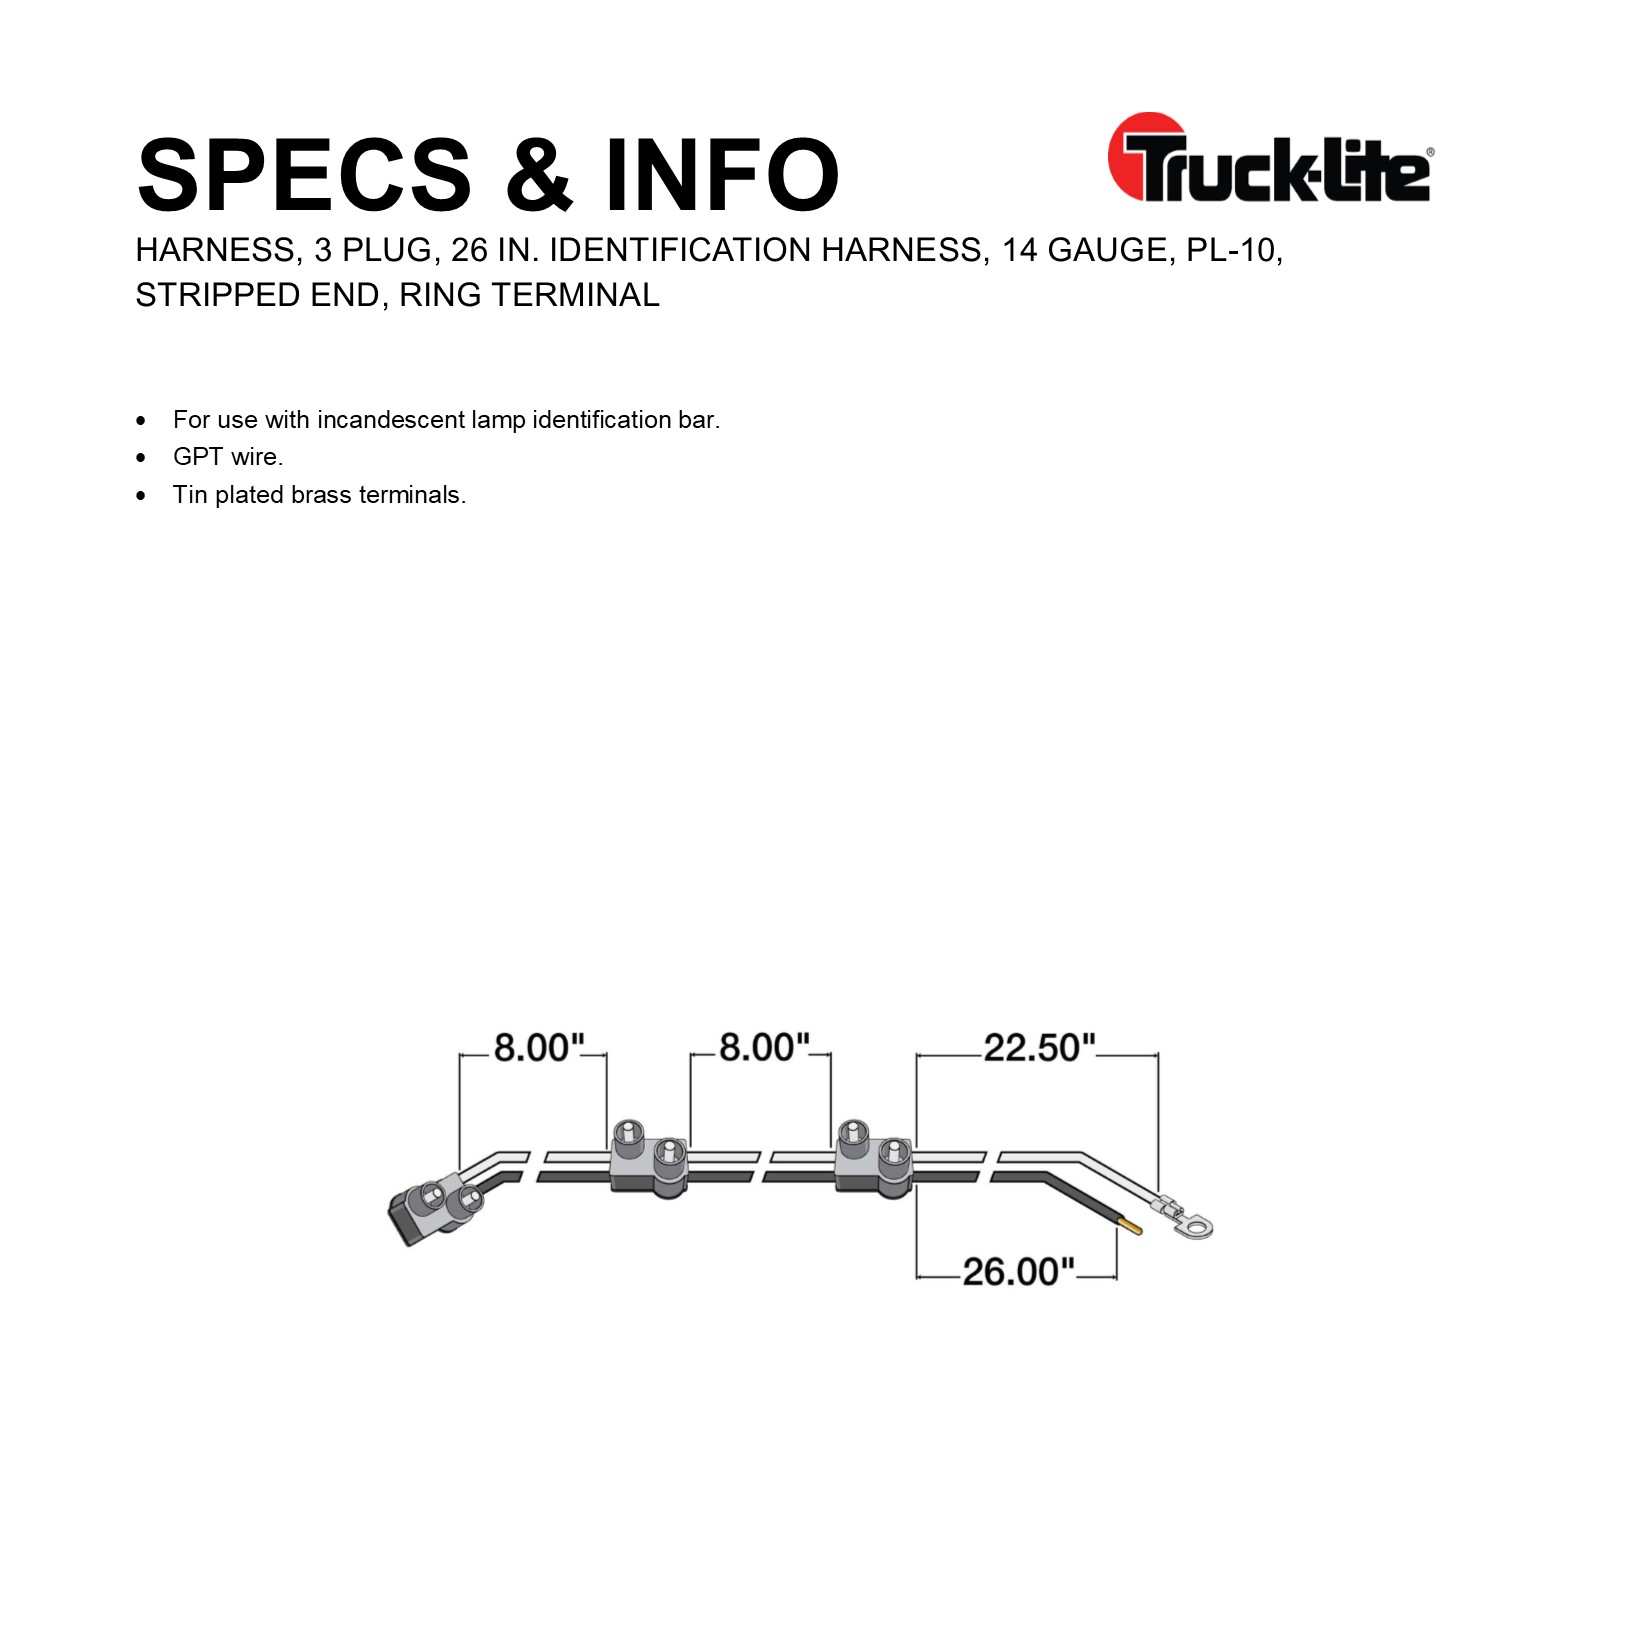 SPECS & INFO
Truck-Lite®
HARNESS, 3 PLUG, 26 IN. IDENTIFICATION HARNESS, 14 GAUGE, PL-10,
STRIPPED END, RING TERMINAL
• For use with incandescent lamp identification bar.
• GPT wire.
• Tin plated brass terminals.
8.00" 8.00" 22.50"
26.00"